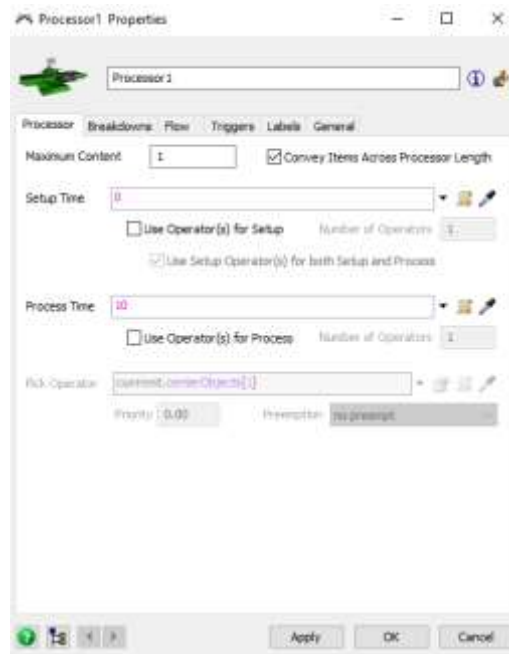 Processor1 Properties
Processor1
Processor Breakdowns Flow Triggers Labels General
Maximum Content 1 Convey Items Across Processor Length
Setup Time 0
Use Operator(s) for Setup Number of Operators 1
Use Setup Operator(s) for both Setup and Process
Process Time 10
Use Operator(s) for Process Number of Operators 1
Pick Operator current.centerObjects[1]
Priority 0.00 Preemption no preempt
Apply OK Cancel